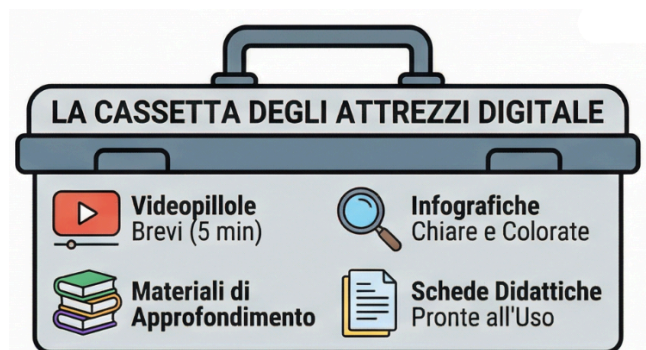 LA CASSETTA DEGLI ATTREZZI DIGITALE
Videopillole
Brevi (5 min)
Infografiche
Chiare e Colorate
Materiali di
Approfondimento
Schede Didattiche
Pronte all'Uso